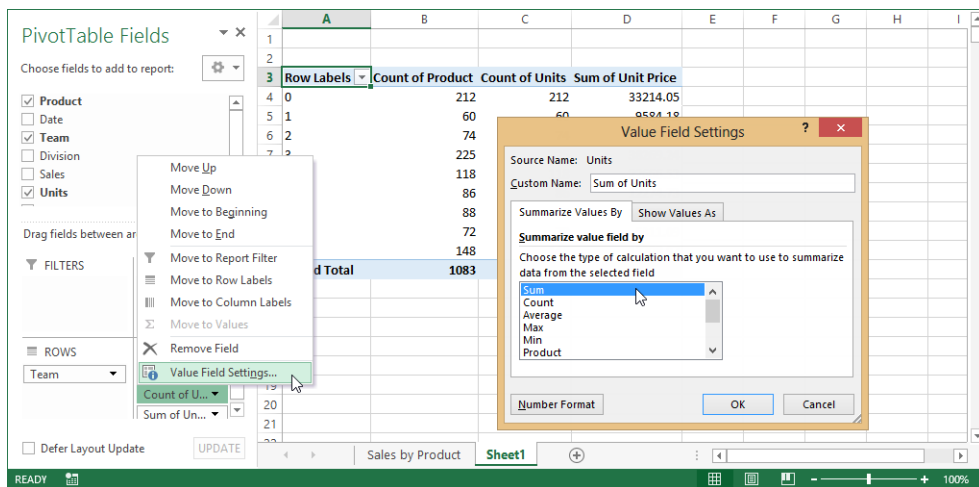 PivotTable Fields
Choose fields to add to report:
Product
Date
Team
Division
Sales
Units
Drag fields between ar
FILTERS
ROWS
Team
Count of U...
Sum of Un...
Defer Layout Update
UPDATE
Move Up
Move Down
Move to Beginning
Move to End
Move to Report Filter
Move to Row Labels
Move to Column Labels
Σ Move to Values
Remove Field
Value Field Settings...
A B C D E F G H I
1
2
3 Row Labels Count of Product Count of Units Sum of Unit Price
4 0 212 212 33214.05
5 1 60 60 9584.18
6 2 74
7 3 225
118
86
88
72
148
d Total 1083
19
20
21
22
Value Field Settings ? ×
Source Name: Units
Custom Name: Sum of Units
Summarize Values By Show Values As
Summarize value field by
Choose the type of calculation that you want to use to summarize
data from the selected field
Sum
Count
Average
Max
Min
Product
Number Format OK Cancel
Sales by Product Sheet1
READY 100%